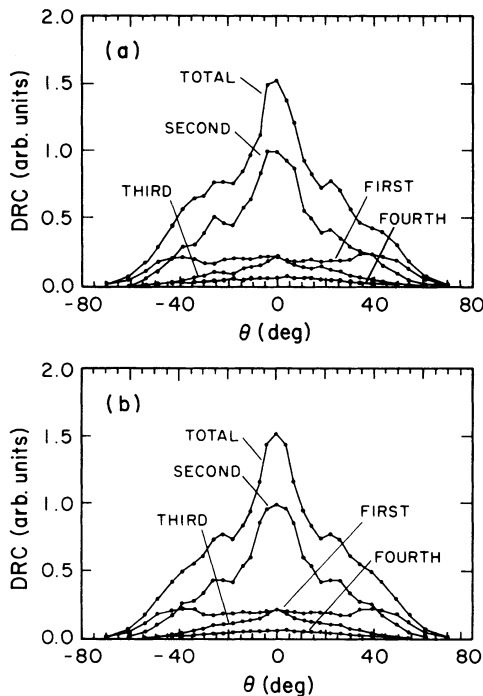 2.0
(a)
TOTAL
1.5
SECOND
1.0
THIRD
FIRST
FOURTH
0.5
0.0
DRC (arb. units)
-80
-40
0
40
80
θ (deg)
2.0
(b)
TOTAL
1.5
SECOND
1.0
THIRD
FIRST
FOURTH
0.5
0.0
DRC (arb. units)
-80
-40
0
40
80
θ (deg)